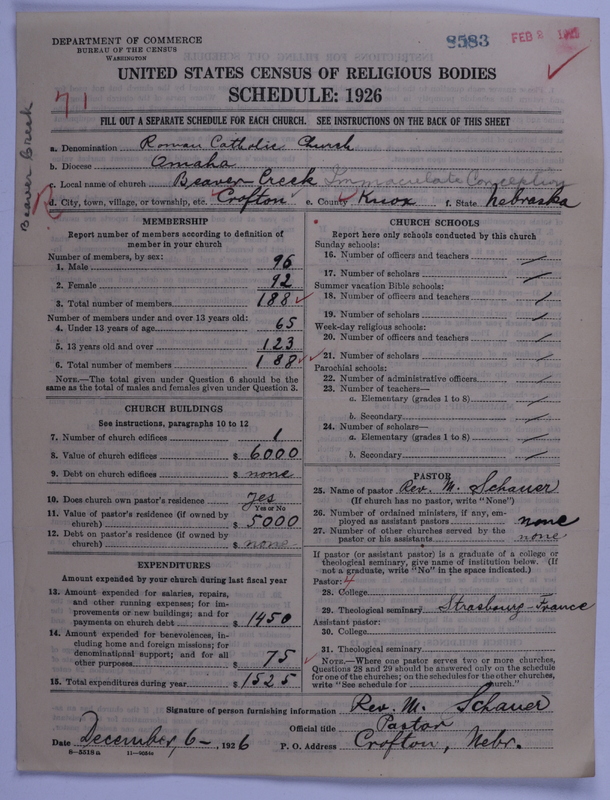 DEPARTMENT OF COMMERCE
BUREAU OF THE CENSUS
WASHINGTON
8583
FEB 2
UNITED STATES CENSUS OF RELIGIOUS BODIES
SCHEDULE: 1926
71
FILL OUT A SEPARATE SCHEDULE FOR EACH CHURCH. SEE INSTRUCTIONS ON THE BACK OF THIS SHEET
Beaver Creek
a. Denomination Roman Catholic Church
b. Diocese Omaha
c. Local name of church Beaver Creek Immaculate Conception
d. City, town, village, or township, etc. Crofton e. County Knox f. State Nebraska
MEMBERSHIP
Report number of members according to definition of
member in your church
Number of members, by sex:
1. Male 96
2. Female 92
3. Total number of members 188
Number of members under and over 13 years old:
4. Under 13 years of age 65
5. 13 years old and over 123
6. Total number of members 188
NOTE.—The total given under Question 6 should be the
same as the total of males and females given under Question 3.
CHURCH BUILDINGS
See instructions, paragraphs 10 to 12
7. Number of church edifices 1
8. Value of church edifices $ 6000
9. Debt on church edifices $ none
10. Does church own pastor's residence Yes
Yes or No
11. Value of pastor's residence (if owned by
church) $ 5000
12. Debt on pastor's residence (if owned by
church) $ none
EXPENDITURES
Amount expended by your church during last fiscal year
13. Amount expended for salaries, repairs,
and other running expenses; for im-
provements or new buildings; and for
payments on church debt $ 1450
14. Amount expended for benevolences, in-
cluding home and foreign missions; for
denominational support; and for all
other purposes $ 75
15. Total expenditures during year $ 1525
CHURCH SCHOOLS
Report here only schools conducted by this church
Sunday schools:
16. Number of officers and teachers
17. Number of scholars
Summer vacation Bible schools:
18. Number of officers and teachers
19. Number of scholars
Week-day religious schools:
20. Number of officers and teachers
21. Number of scholars
Parochial schools:
22. Number of administrative officers
23. Number of teachers—
a. Elementary (grades 1 to 8)
b. Secondary
24. Number of scholars—
a. Elementary (grades 1 to 8)
b. Secondary
PASTOR
25. Name of pastor Rev. M. Schauer
(If church has no pastor, write "None")
26. Number of ordained ministers, if any, em-
ployed as assistant pastors none
27. Number of other churches served by the
pastor or his assistants none
If pastor (or assistant pastor) is a graduate of a college or
theological seminary, give name of institution below. (If
not a graduate, write "No" in the space indicated.)
Pastor: 4
28. College
29. Theological seminary Strasbourg - France
Assistant pastor:
30. College
31. Theological seminary
NOTE.—Where one pastor serves two or more churches,
Questions 28 and 29 should be answered only on the schedule
for one of the churches; on the schedules for the other churches,
write "See schedule for church."
Signature of person furnishing information Rev. M. Schauer
Official title Pastor
Date December 6 -, 1926 P. O. Address Crofton, Nebr.
8—5518a 11—9034c